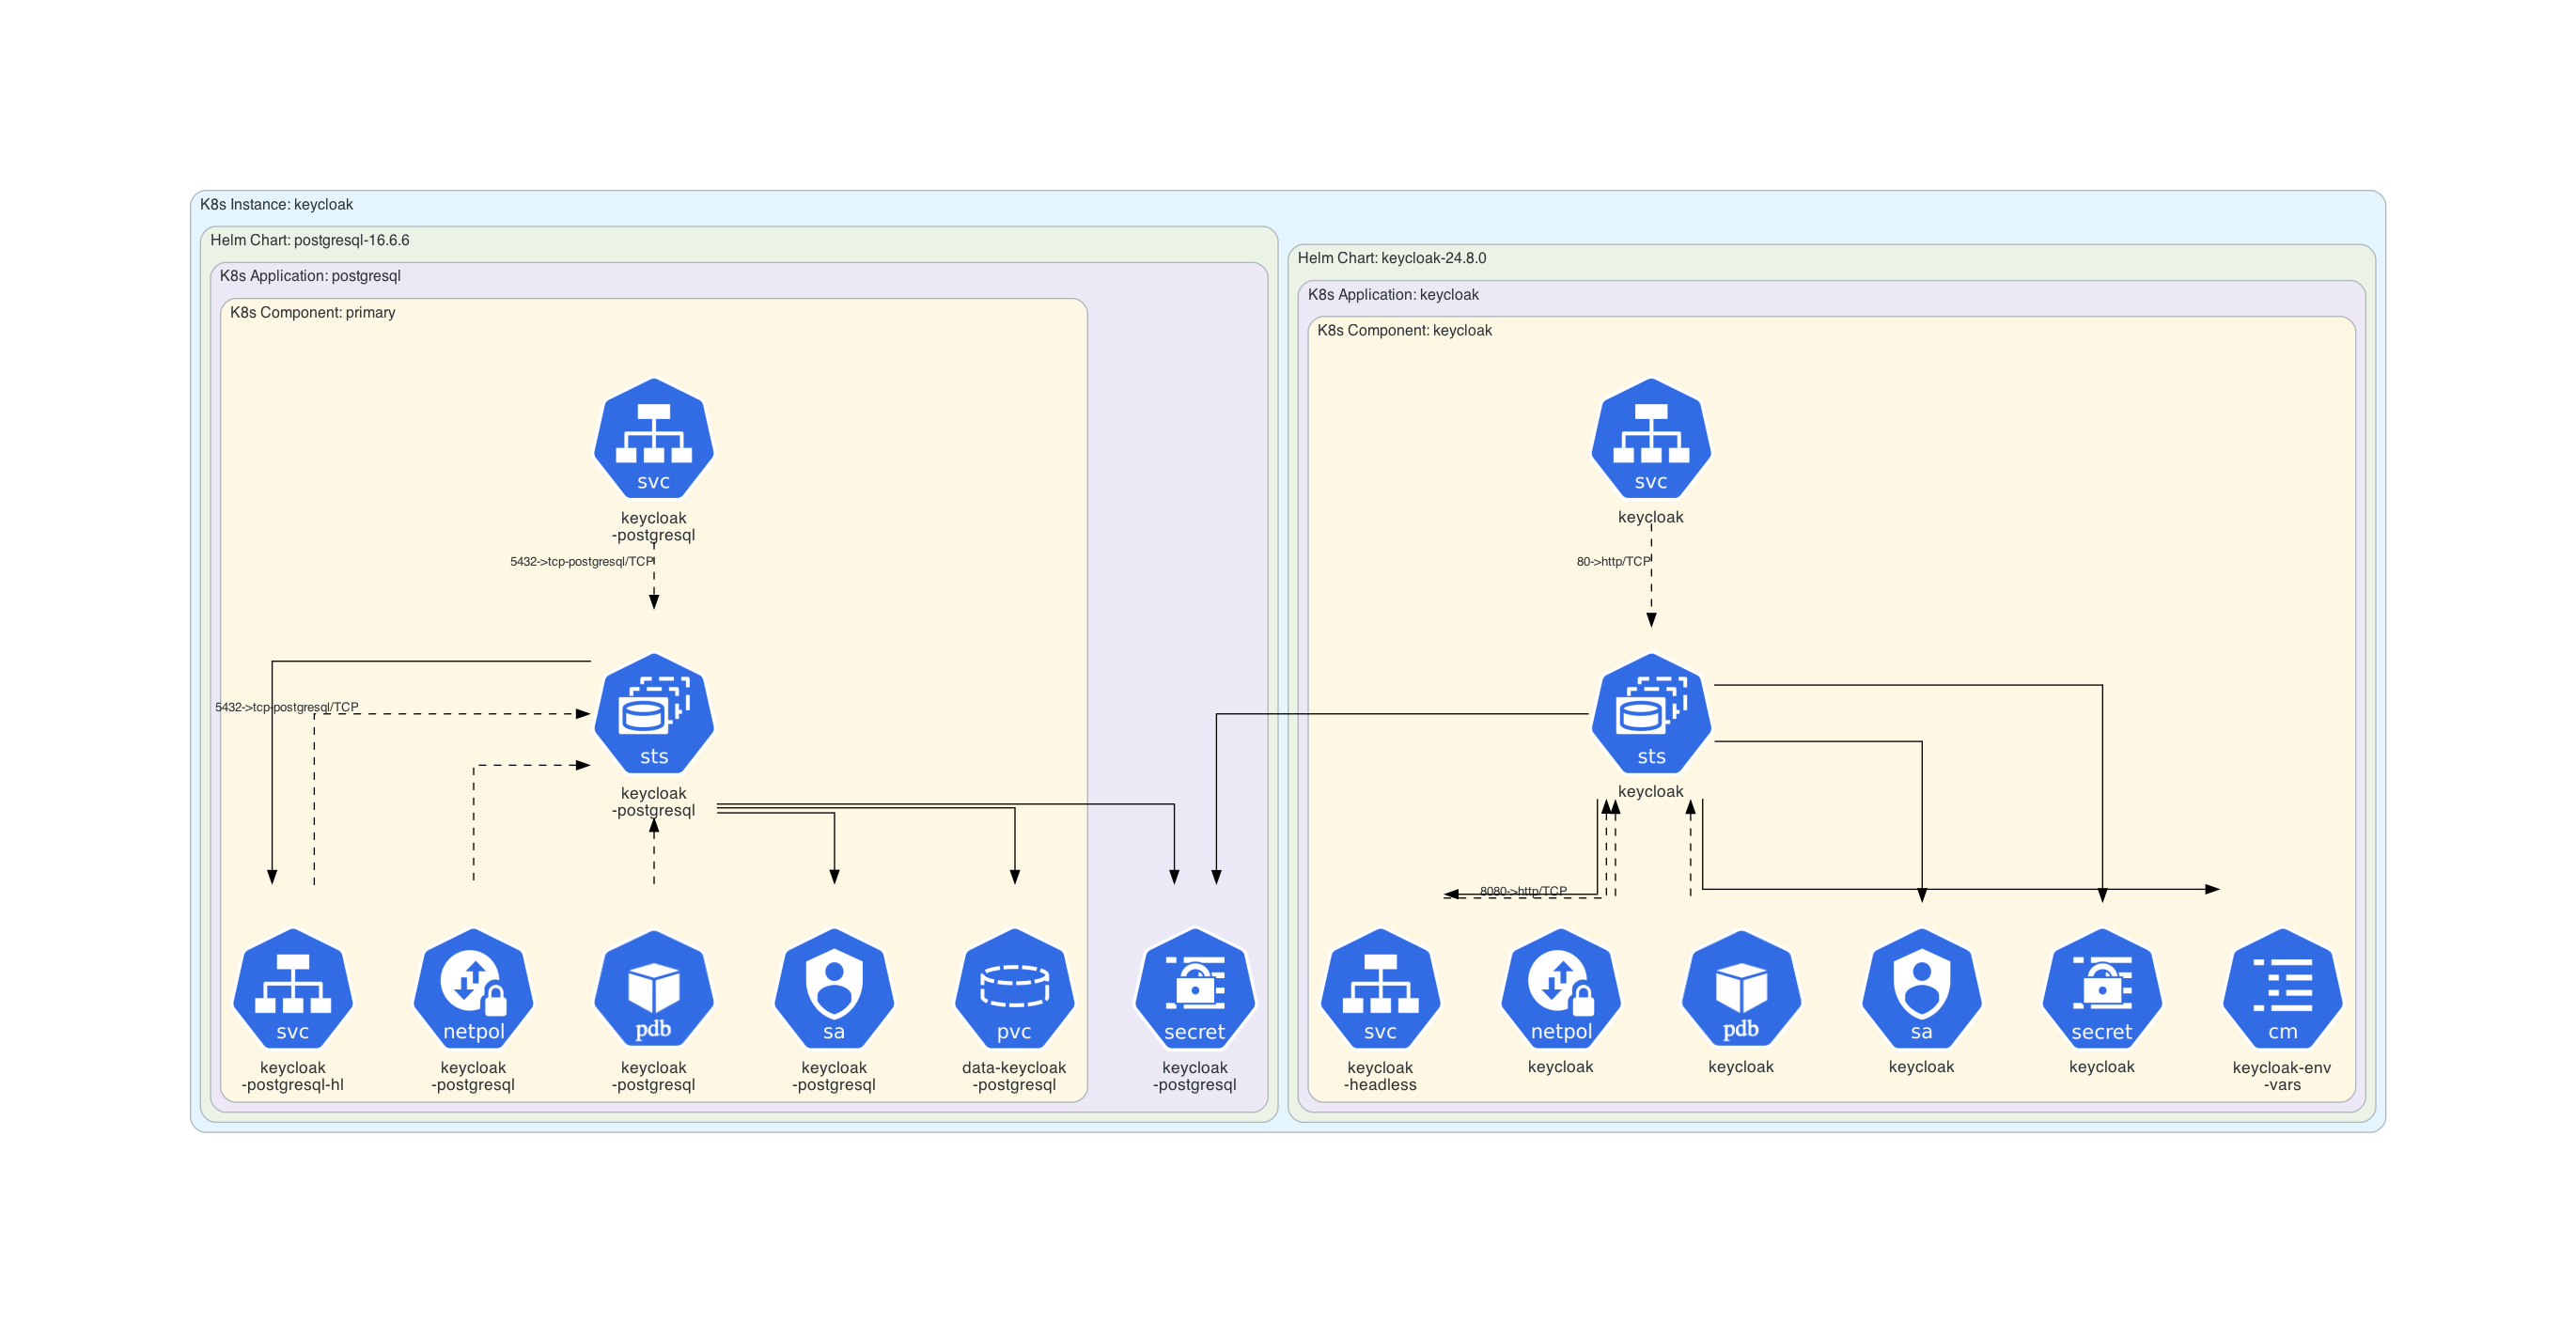 K8s Instance: keycloak
Helm Chart: postgresql-16.6.6
K8s Application: postgresql
K8s Component: primary
svc
keycloak
-postgresql
5432->tcp-postgresql/TCP
5432->tcp-postgresql/TCP
sts
keycloak
-postgresql
svc
keycloak
-postgresql-hl
netpol
keycloak
-postgresql
pdb
keycloak
-postgresql
sa
keycloak
-postgresql
pvc
data-keycloak
-postgresql
secret
keycloak
-postgresql
Helm Chart: keycloak-24.8.0
K8s Application: keycloak
K8s Component: keycloak
svc
keycloak
80->http/TCP
sts
keycloak
8080->http/TCP
svc
keycloak
-headless
netpol
keycloak
pdb
keycloak
sa
keycloak
secret
keycloak
cm
keycloak-env
-vars